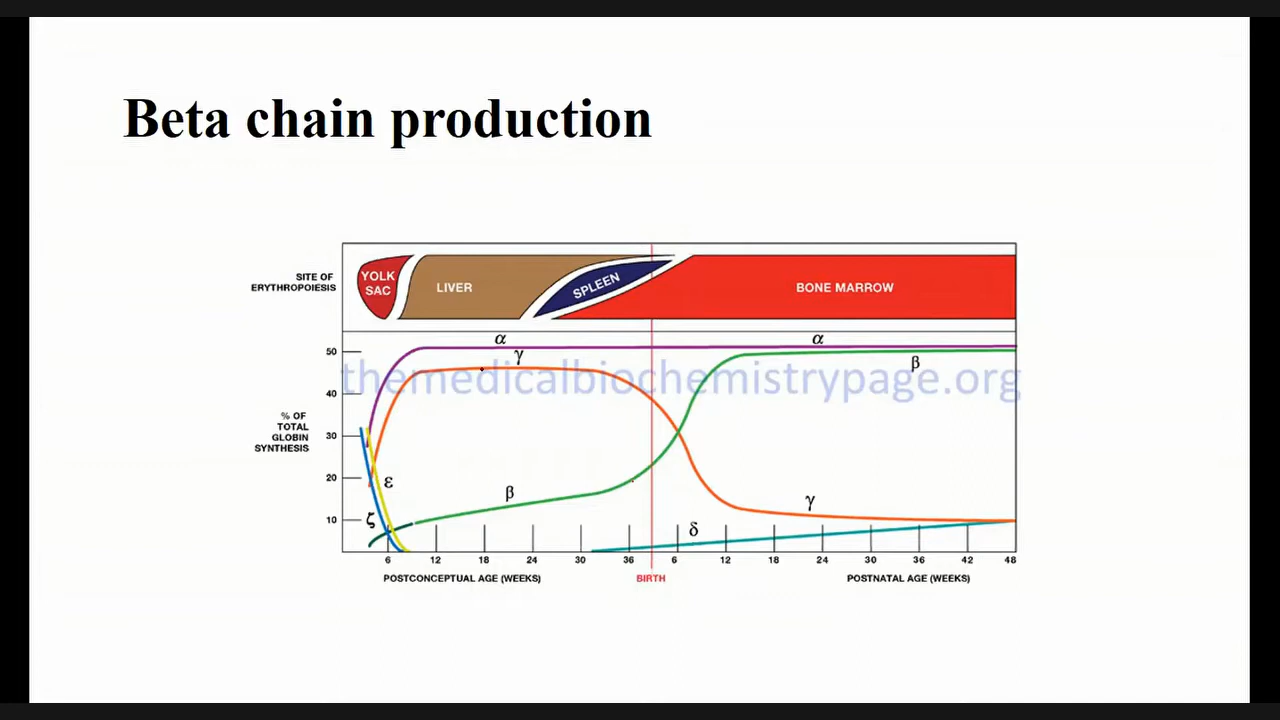 Beta chain production
SITE OF
ERYTHROPOIESIS
YOLK
SAC
LIVER
SPLEEN
BONE MARROW
α
α
γ
β
themedicalbiochemistrypage.org
50
40
30
20
10
% OF
TOTAL
GLOBIN
SYNTHESIS
ε
ζ
β
γ
δ
6 12 18 24 30 36 6 12 18 24 30 36 42 48
POSTCONCEPTUAL AGE (WEEKS)
BIRTH
POSTNATAL AGE (WEEKS)